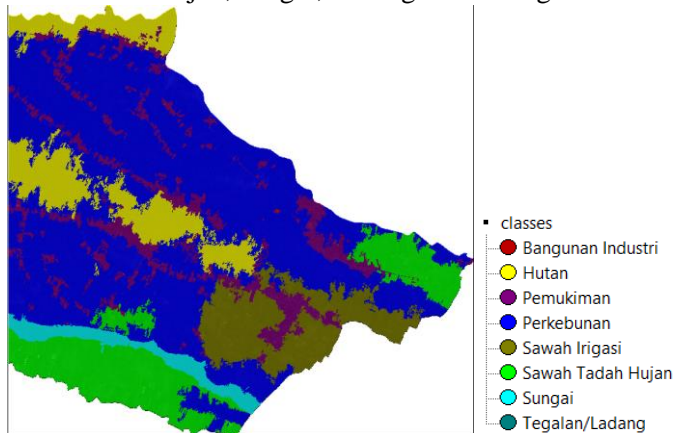 classes
Bangunan Industri
Hutan
Pemukiman
Perkebunan
Sawah Irigasi
Sawah Tadah Hujan
Sungai
Tegalan/Ladang